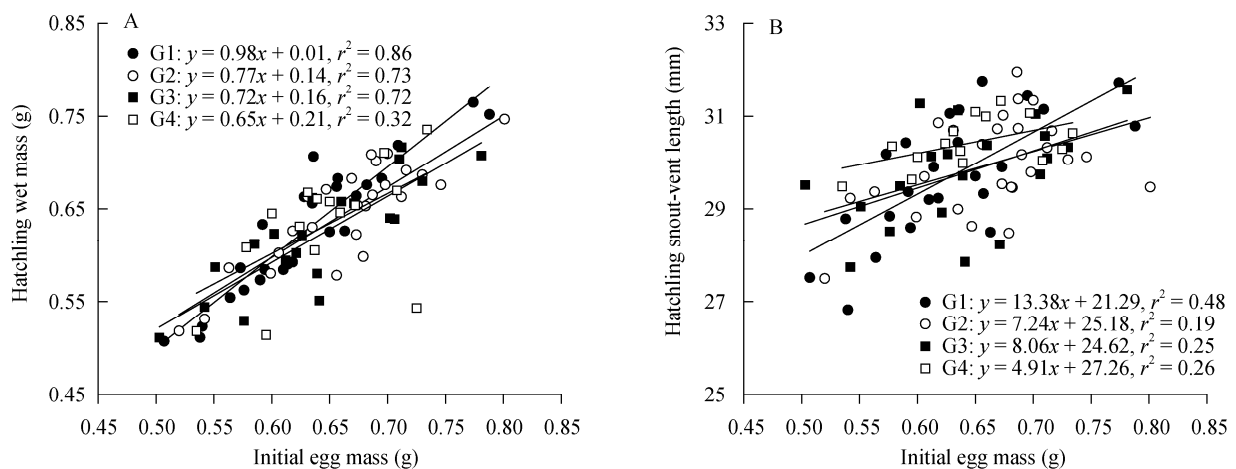 A
G1: y = 0.98x + 0.01, r² = 0.86
G2: y = 0.77x + 0.14, r² = 0.73
G3: y = 0.72x + 0.16, r² = 0.72
G4: y = 0.65x + 0.21, r² = 0.32
Hatchling wet mass (g)
0.85
0.75
0.65
0.55
0.45
0.45 0.50 0.55 0.60 0.65 0.70 0.75 0.80 0.85
Initial egg mass (g)
B
Hatchling snout-vent length (mm)
33
31
29
27
25
G1: y = 13.38x + 21.29, r² = 0.48
G2: y = 7.24x + 25.18, r² = 0.19
G3: y = 8.06x + 24.62, r² = 0.25
G4: y = 4.91x + 27.26, r² = 0.26
0.45 0.50 0.55 0.60 0.65 0.70 0.75 0.80 0.85
Initial egg mass (g)